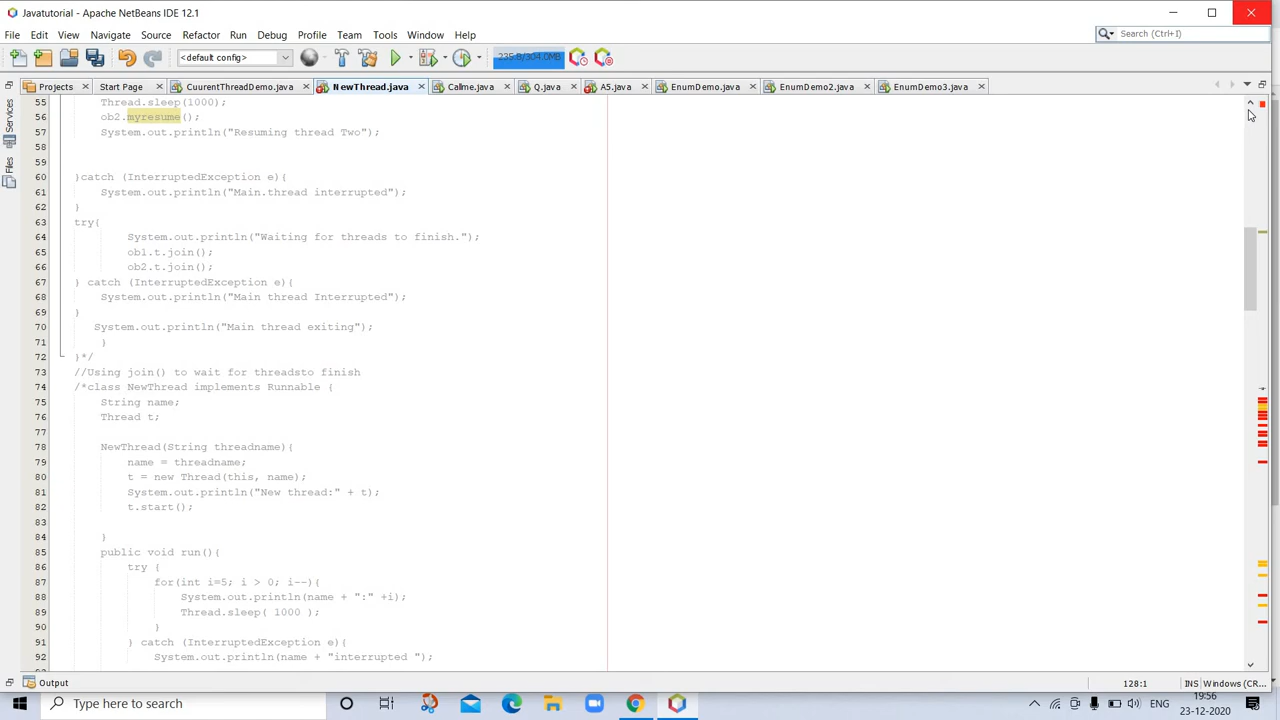 Javatutorial - Apache NetBeans IDE 12.1
File Edit View Navigate Source Refactor Run Debug Profile Team Tools Window Help
Search (Ctrl+I)
<default config>
235.8/304.0MB
Projects Start Page CuurentThreadDemo.java NewThread.java Callme.java Q.java A5.java EnumDemo.java EnumDemo2.java EnumDemo3.java
Services
Files
55 Thread.sleep(1000);
56 ob2.myresume();
57 System.out.println("Resuming thread Two");
58
59
60 }catch (InterruptedException e){
61 System.out.println("Main.thread interrupted");
62 }
63 try{
64 System.out.println("Waiting for threads to finish.");
65 ob1.t.join();
66 ob2.t.join();
67 } catch (InterruptedException e){
68 System.out.println("Main thread Interrupted");
69 }
70 System.out.println("Main thread exiting");
71 }
72 }*/
73 //Using join() to wait for threadsto finish
74 /*class NewThread implements Runnable {
75 String name;
76 Thread t;
77
78 NewThread(String threadname){
79 name = threadname;
80 t = new Thread(this, name);
81 System.out.println("New thread:" + t);
82 t.start();
83
84 }
85 public void run(){
86 try {
87 for(int i=5; i > 0; i--){
88 System.out.println(name + ":" +i);
89 Thread.sleep( 1000 );
90 }
91 } catch (InterruptedException e){
92 System.out.println(name + "interrupted ");
Output
128:1 INS Windows (CR...
Type here to search
ENG
19:56
23-12-2020